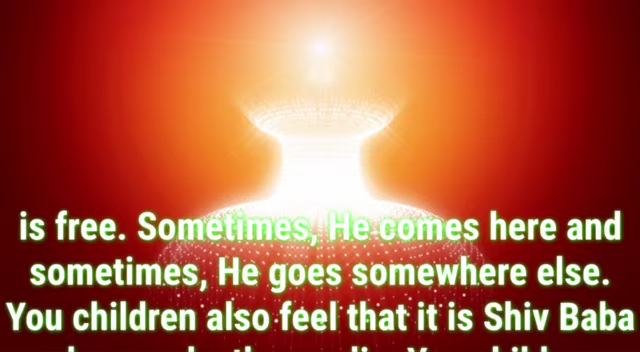 is free. Sometimes, He comes here and
sometimes, He goes somewhere else.
You children also feel that it is Shiv Baba